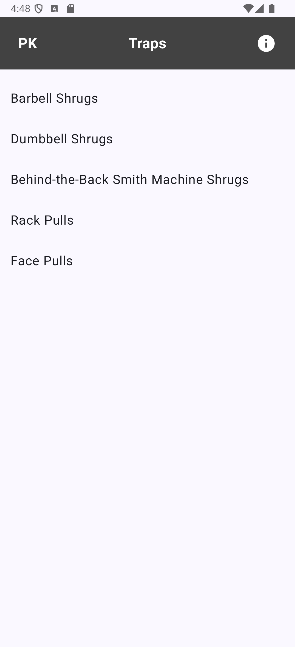 4:48
PK
Traps
Barbell Shrugs
Dumbbell Shrugs
Behind-the-Back Smith Machine Shrugs
Rack Pulls
Face Pulls